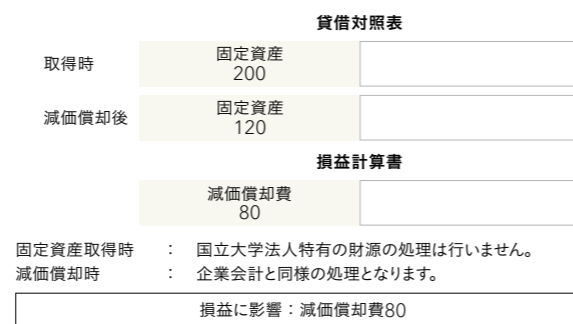 貸借対照表
取得時
固定資産
200
減価償却後
固定資産
120
損益計算書
減価償却費
80
固定資産取得時 : 国立大学法人特有の財源の処理は行いません。
減価償却時 : 企業会計と同様の処理となります。
損益に影響：減価償却費80